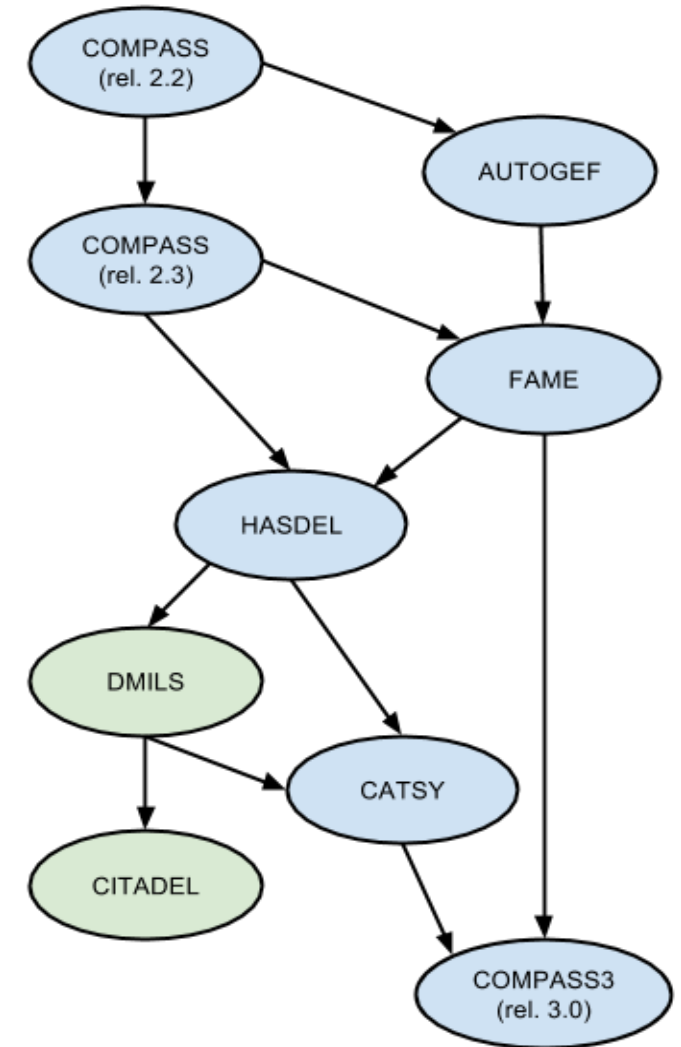 COMPASS
(rel. 2.2)
AUTOGEF
COMPASS
(rel. 2.3)
FAME
HASDEL
DMILS
CATSY
CITADEL
COMPASS3
(rel. 3.0)